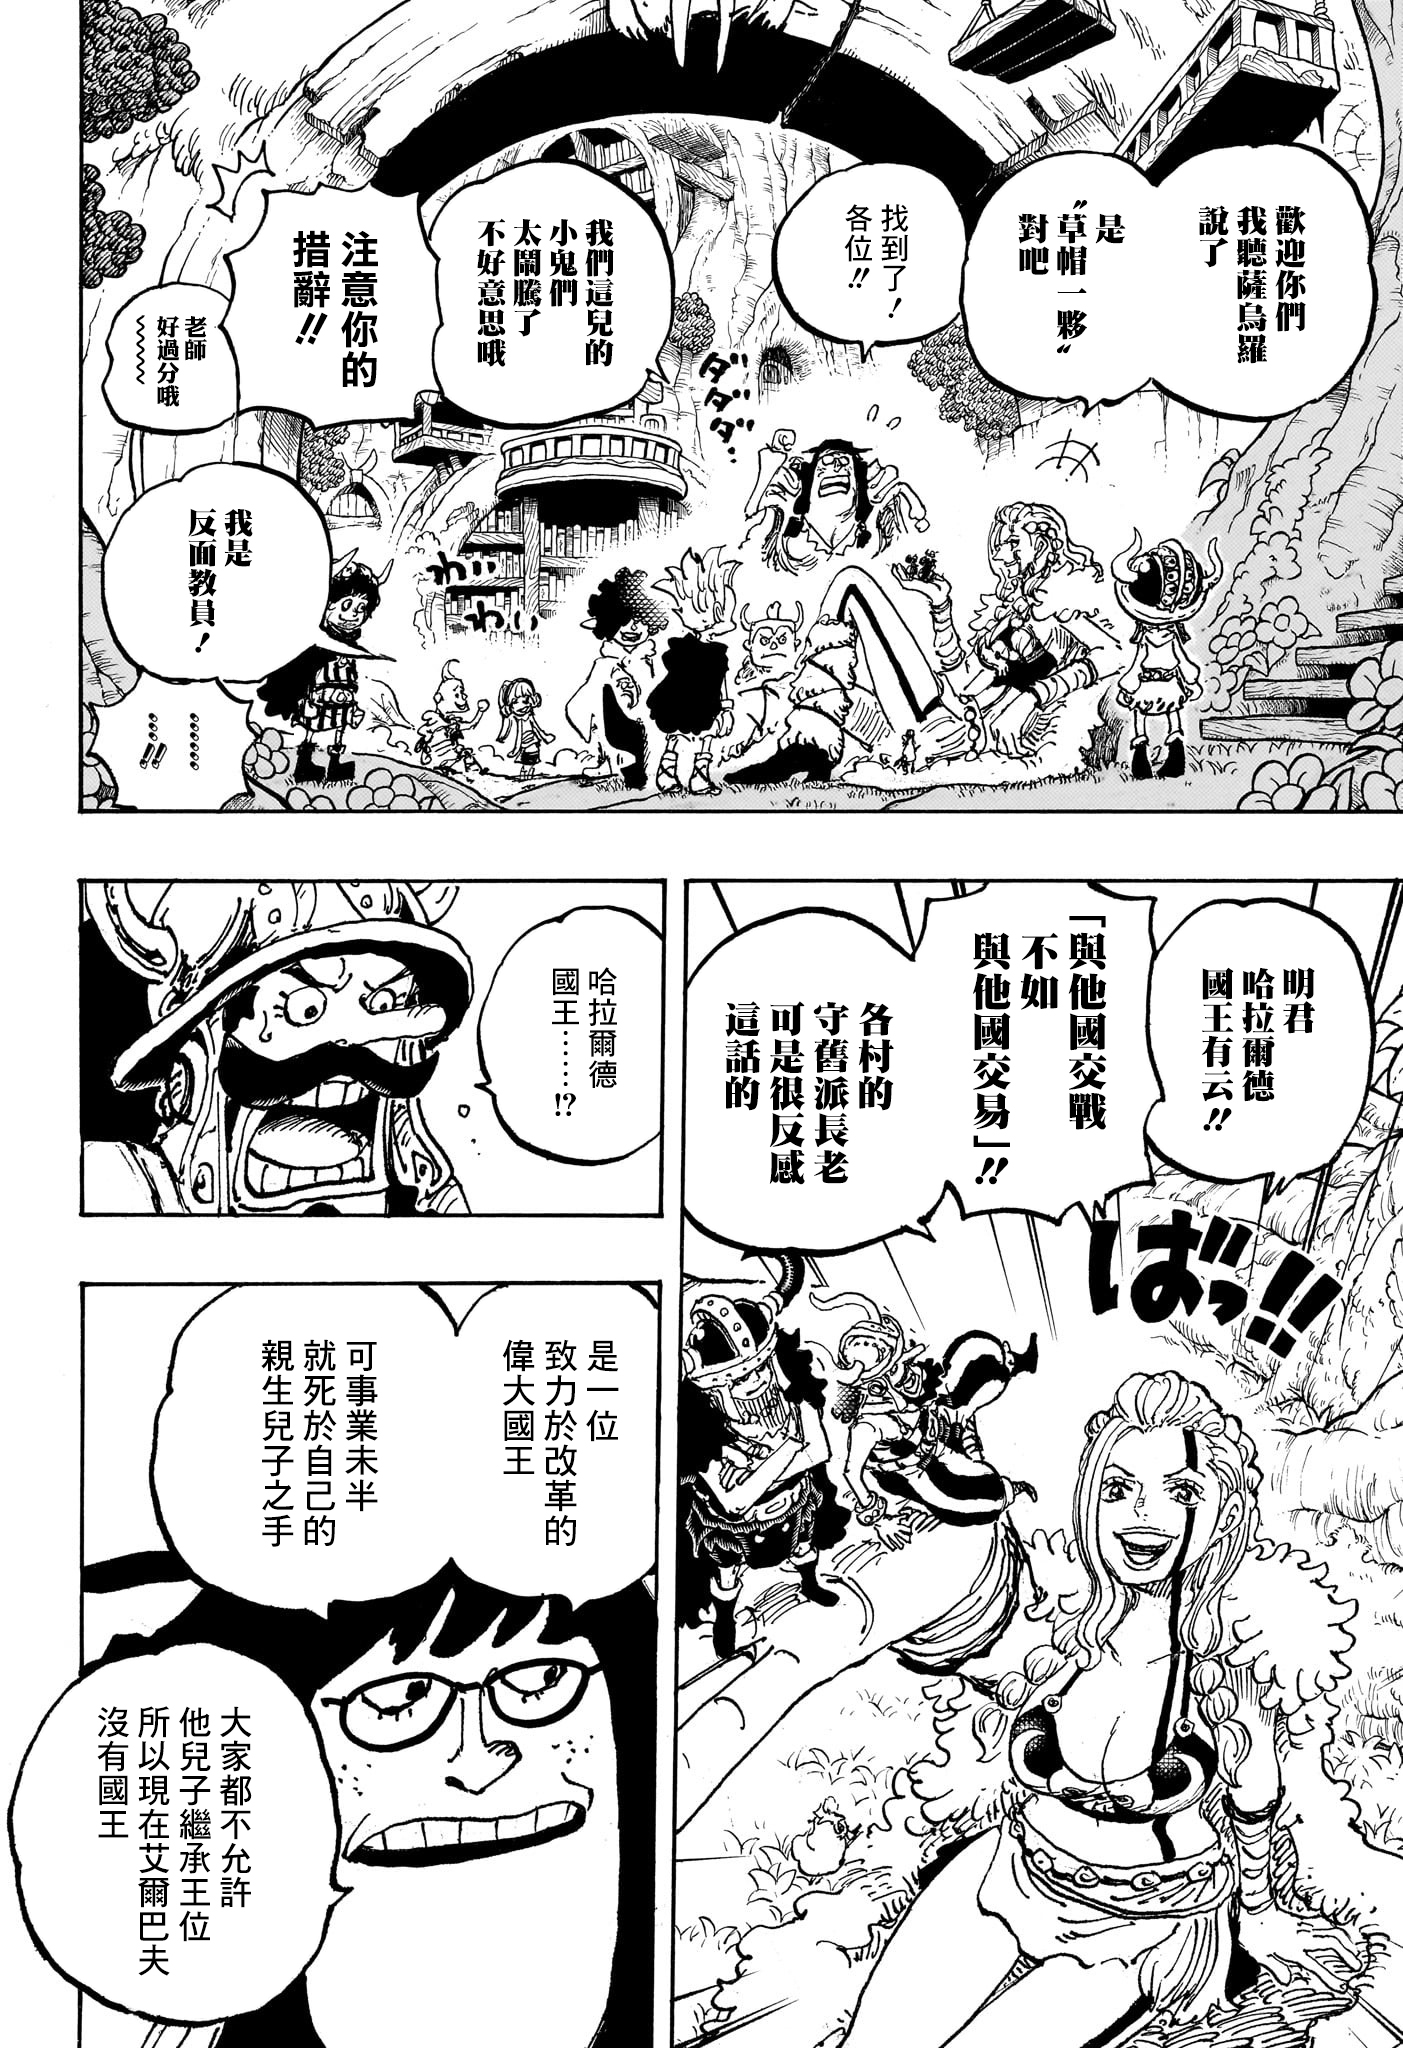 歡迎你們
我聽薩烏羅
說了
是
〝草帽一夥〟
對吧
找到了！
各位!!
ダダダダ…
我們這兒的
小鬼們
太鬧騰了
不好意思哦
注意你的
措辭!!
老師
好過分哦
わい
わい
我是
反面教員！
…………
……!!
明君
哈拉爾德
國王有云!!
「與他國交戰
不如
與他國交易」!!
各村的
守舊派長老
可是很反感
這話的
ばっ!!
哈拉爾德
國王……!?
是一位
致力於改革的
偉大國王
可事業未半
就死於自己的
親生兒子之手
大家都不允許
他兒子繼承王位
所以現在艾爾巴夫
沒有國王